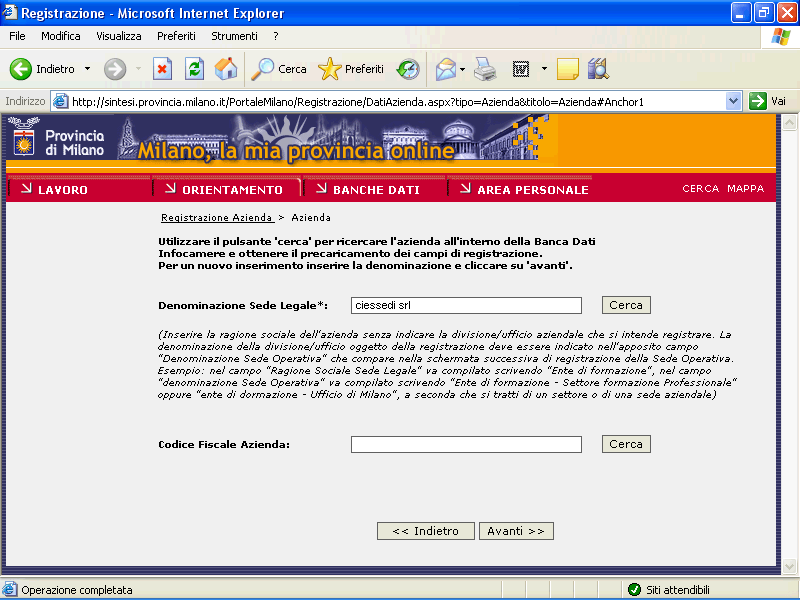 Registrazione - Microsoft Internet Explorer
File Modifica Visualizza Preferiti Strumenti ?
Indietro Cerca Preferiti W
Indirizzo http://sintesi.provincia.milano.it/PortaleMilano/Registrazione/DatiAzienda.aspx?tipo=Azienda&titolo=Azienda#Anchor1 Vai
Provincia
di Milano
Milano, la mia provincia online
LAVORO ORIENTAMENTO BANCHE DATI AREA PERSONALE CERCA MAPPA
Registrazione Azienda > Azienda
Utilizzare il pulsante 'cerca' per ricercare l'azienda all'interno della Banca Dati
Infocamere e ottenere il precaricamento dei campi di registrazione.
Per un nuovo inserimento inserire la denominazione e cliccare su 'avanti'.
Denominazione Sede Legale*: ciessedi srl Cerca
(Inserire la ragione sociale dell'azienda senza indicare la divisione/ufficio aziendale che si intende registrare. La
denominazione della divisione/ufficio oggetto della registrazione deve essere indicato nell'apposito campo
"Denominazione Sede Operativa" che compare nella schermata successiva di registrazione della Sede Operativa.
Esempio: nel campo "Ragione Sociale Sede Legale" va compilato scrivendo "Ente di formazione", nel campo
"denominazione Sede Operativa" va compilato scrivendo "Ente di formazione - Settore formazione Professionale"
oppure "ente di dormazione - Ufficio di Milano", a seconda che si tratti di un settore o di una sede aziendale)
Codice Fiscale Azienda: Cerca
<< Indietro Avanti >>
Operazione completata Siti attendibili